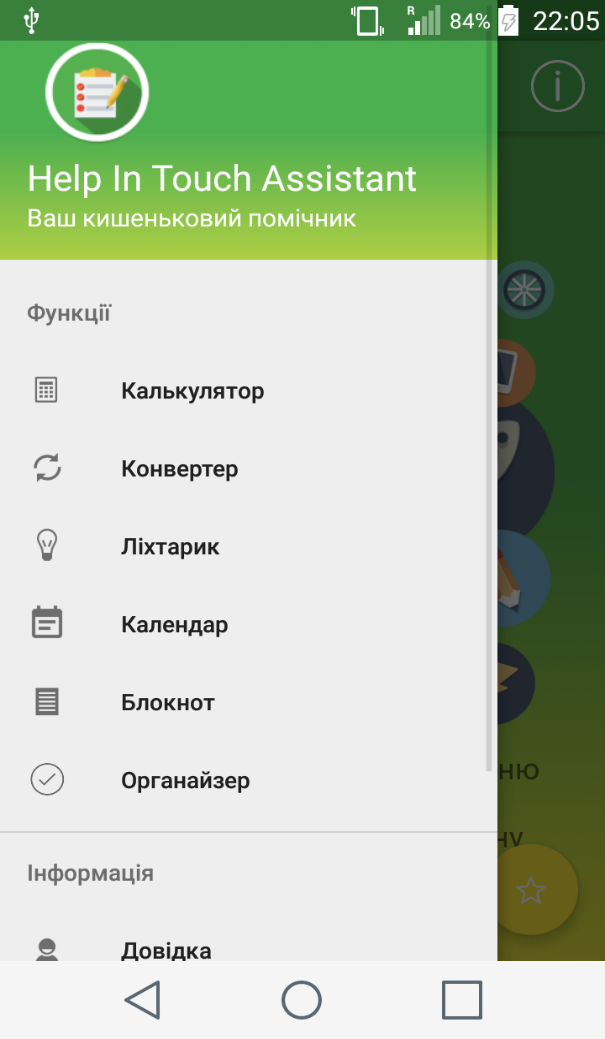 R 84% 22:05
Help In Touch Assistant
Ваш кишеньковий помічник
Функції
Калькулятор
Конвертер
Ліхтарик
Календар
Блокнот
Органайзер
ню
ну
Інформація
Довідка